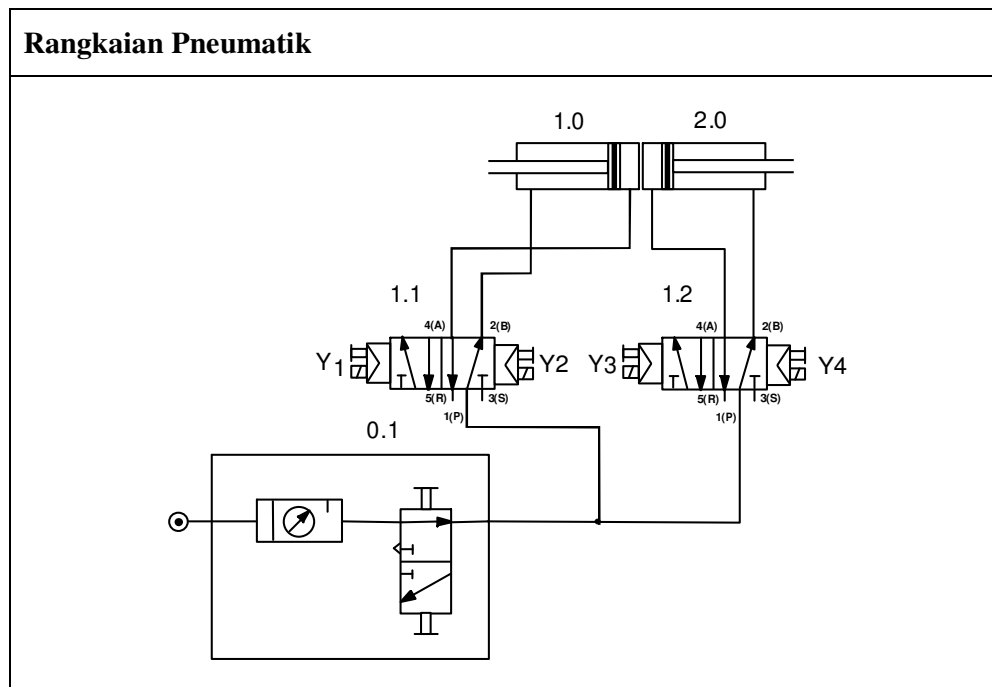 Rangkaian Pneumatik
1.0 2.0
1.1 1.2
4(A) 2(B) 4(A) 2(B)
Y1 Y2 Y3 Y4
5(R) 3(S) 5(R) 3(S)
1(P) 1(P)
0.1